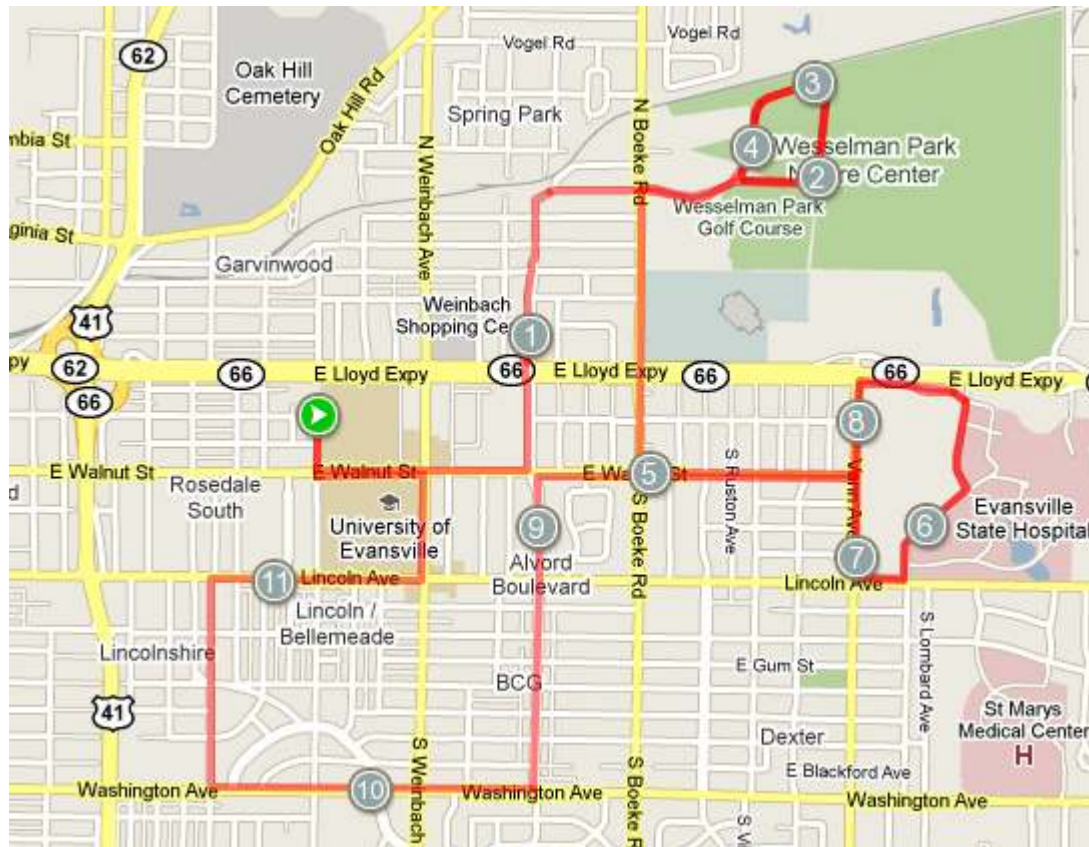 Vogel Rd
Vogel Rd
62
Oak Hill
Cemetery
Oak Hill Rd
Spring Park
N Boeke Rd
3
mbia St
N Weinbach Ave
4
Wesselman Park
Center
2
Wesselman Park
Golf Course
ginia St
Garvinwood
41
Weinbach
Shopping Ce
1
62
py
66
E Lloyd Expy
66
E Lloyd Expy
66
66
E Lloyd Expy
66
8
E Walnut St
E St
5
S Ruston Ave
Vann Ave
Rosedale
South
d
University of
Evansville
9
S Boeke Rd
6
Evansville
State Hospital
Alvord
Boulevard
7
11
Lincoln Ave
Lincoln Ave
Lincoln /
Bellemeade
Lincolnshire
S Lombard Ave
E Gum St
BCG
41
St Marys
Medical Center
H
Dexter
S Weinbach
S Boeke R
E Blackford Ave
Washington Ave
10
Washington Ave
Washington Ave